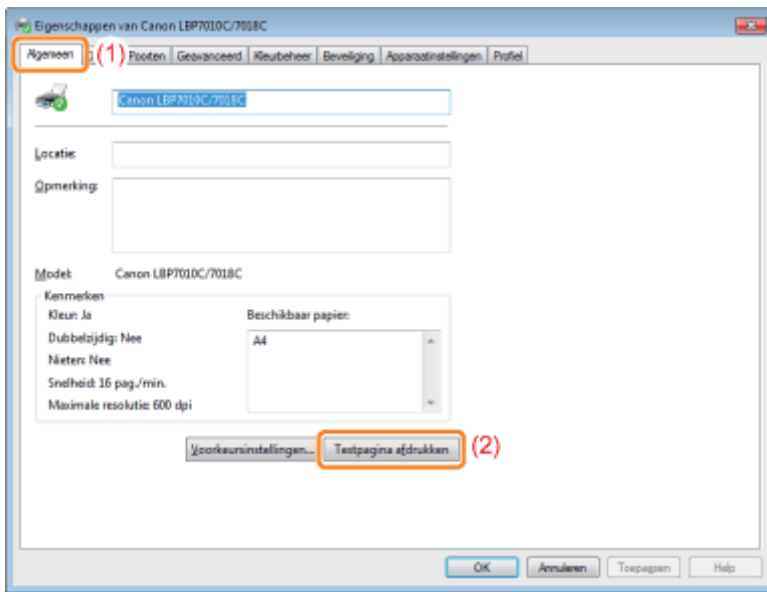 Eigenschappen van Canon LBP7010C/7018C
Algemeen (1) Poorten Geavanceerd Kleurbeheer Beveiliging Apparaatinstellingen Profiel
Canon LBP7010C/7018C
Locatie:
Opmerking:
Model: Canon LBP7010C/7018C
Kenmerken
Kleur: Ja Beschikbaar papier:
Dubbelzijdig: Nee A4
Nieten: Nee
Snelheid: 16 pag./min.
Maximale resolutie: 600 dpi
Voorkeursinstellingen... Testpagina afdrukken (2)
OK Annuleren Toepassen Help